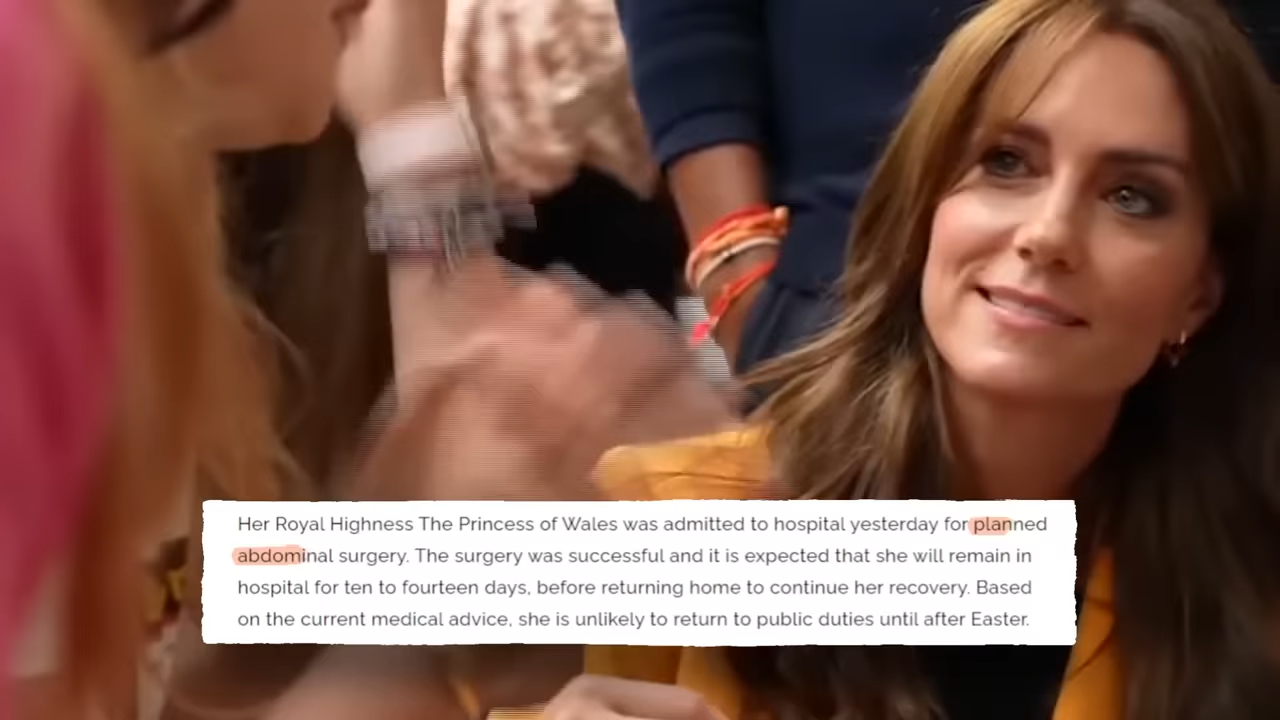 Her Royal Highness The Princess of Wales was admitted to hospital yesterday for planned
abdominal surgery. The surgery was successful and it is expected that she will remain in
hospital for ten to fourteen days, before returning home to continue her recovery. Based
on the current medical advice, she is unlikely to return to public duties until after Easter.